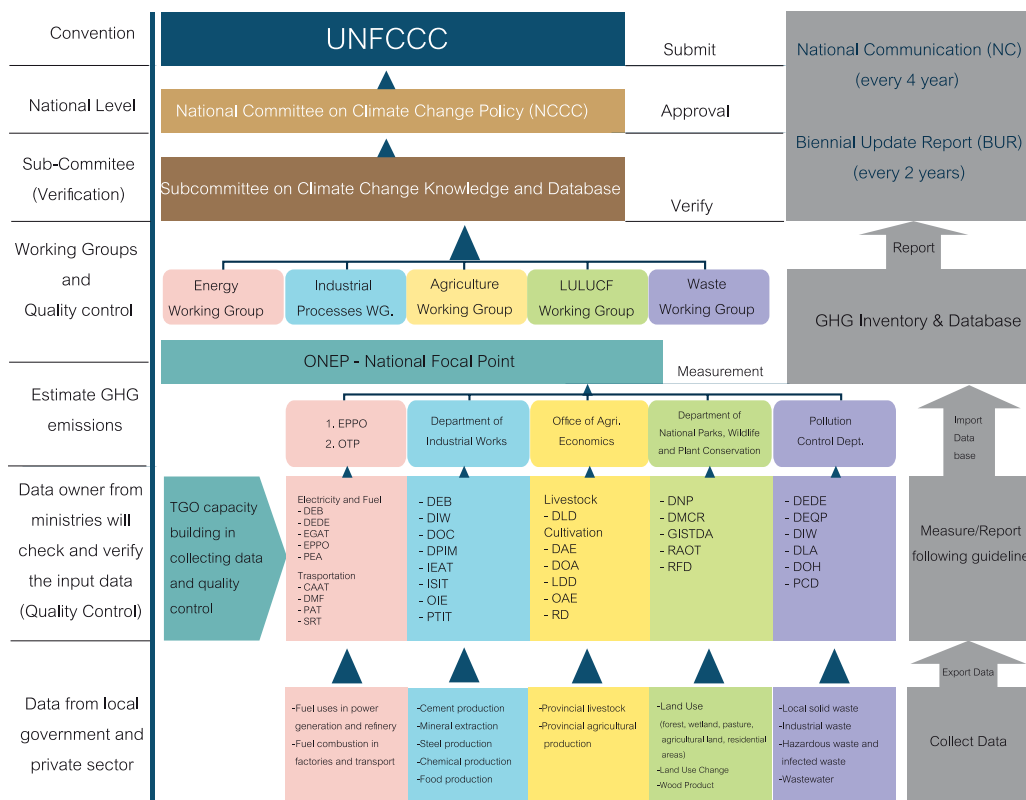 Convention
UNFCCC
Submit
National Communication (NC)
(every 4 year)
National Level
National Committee on Climate Change Policy (NCCC)
Approval
Biennial Update Report (BUR)
(every 2 years)
Sub-Commitee
(Verification)
Subcommittee on Climate Change Knowledge and Database
Verify
Working Groups
and
Quality control
Energy
Working Group
Industrial
Processes WG.
Agriculture
Working Group
LULUCF
Working Group
Waste
Working Group
Report
GHG Inventory & Database
ONEP - National Focal Point
Measurement
Estimate GHG
emissions
1. EPPO
2. OTP
Department of
Industrial Works
Office of Agri.
Economics
Department of
National Parks, Wildlife
and Plant Conservation
Pollution
Control Dept.
Import
Data
base
Data owner from
ministries will
check and verify
the input data
(Quality Control)
TGO capacity
building in
collecting data
and quality
control
Electricity and Fuel
- DEB
- DEDE
- EGAT
- EPPO
- PEA
Trasportation
- CAAT
- DMF
- PAT
- SRT
- DEB
- DIW
- DOC
- DPIM
- IEAT
- ISIT
- OIE
- PTIT
Livestock
- DLD
Cultivation
- DAE
- DOA
- LDD
- OAE
- RD
- DNP
- DMCR
- GISTDA
- RAOT
- RFD
- DEDE
- DEQP
- DIW
- DLA
- DOH
- PCD
Measure/Report
following guideline
Export Data
Data from local
government and
private sector
-Fuel uses in power
generation and refinery
-Fuel combustion in
factories and transport
-Cement production
-Mineral extraction
-Steel production
-Chemical production
-Food production
-Provincial livestock
-Provincial agricultural
production
-Land Use
(forest, wetland, pasture,
agricultural land, residential
areas)
-Land Use Change
-Wood Product
-Local solid waste
-Industrial waste
-Hazardous waste and
infected waste
-Wastewater
Collect Data